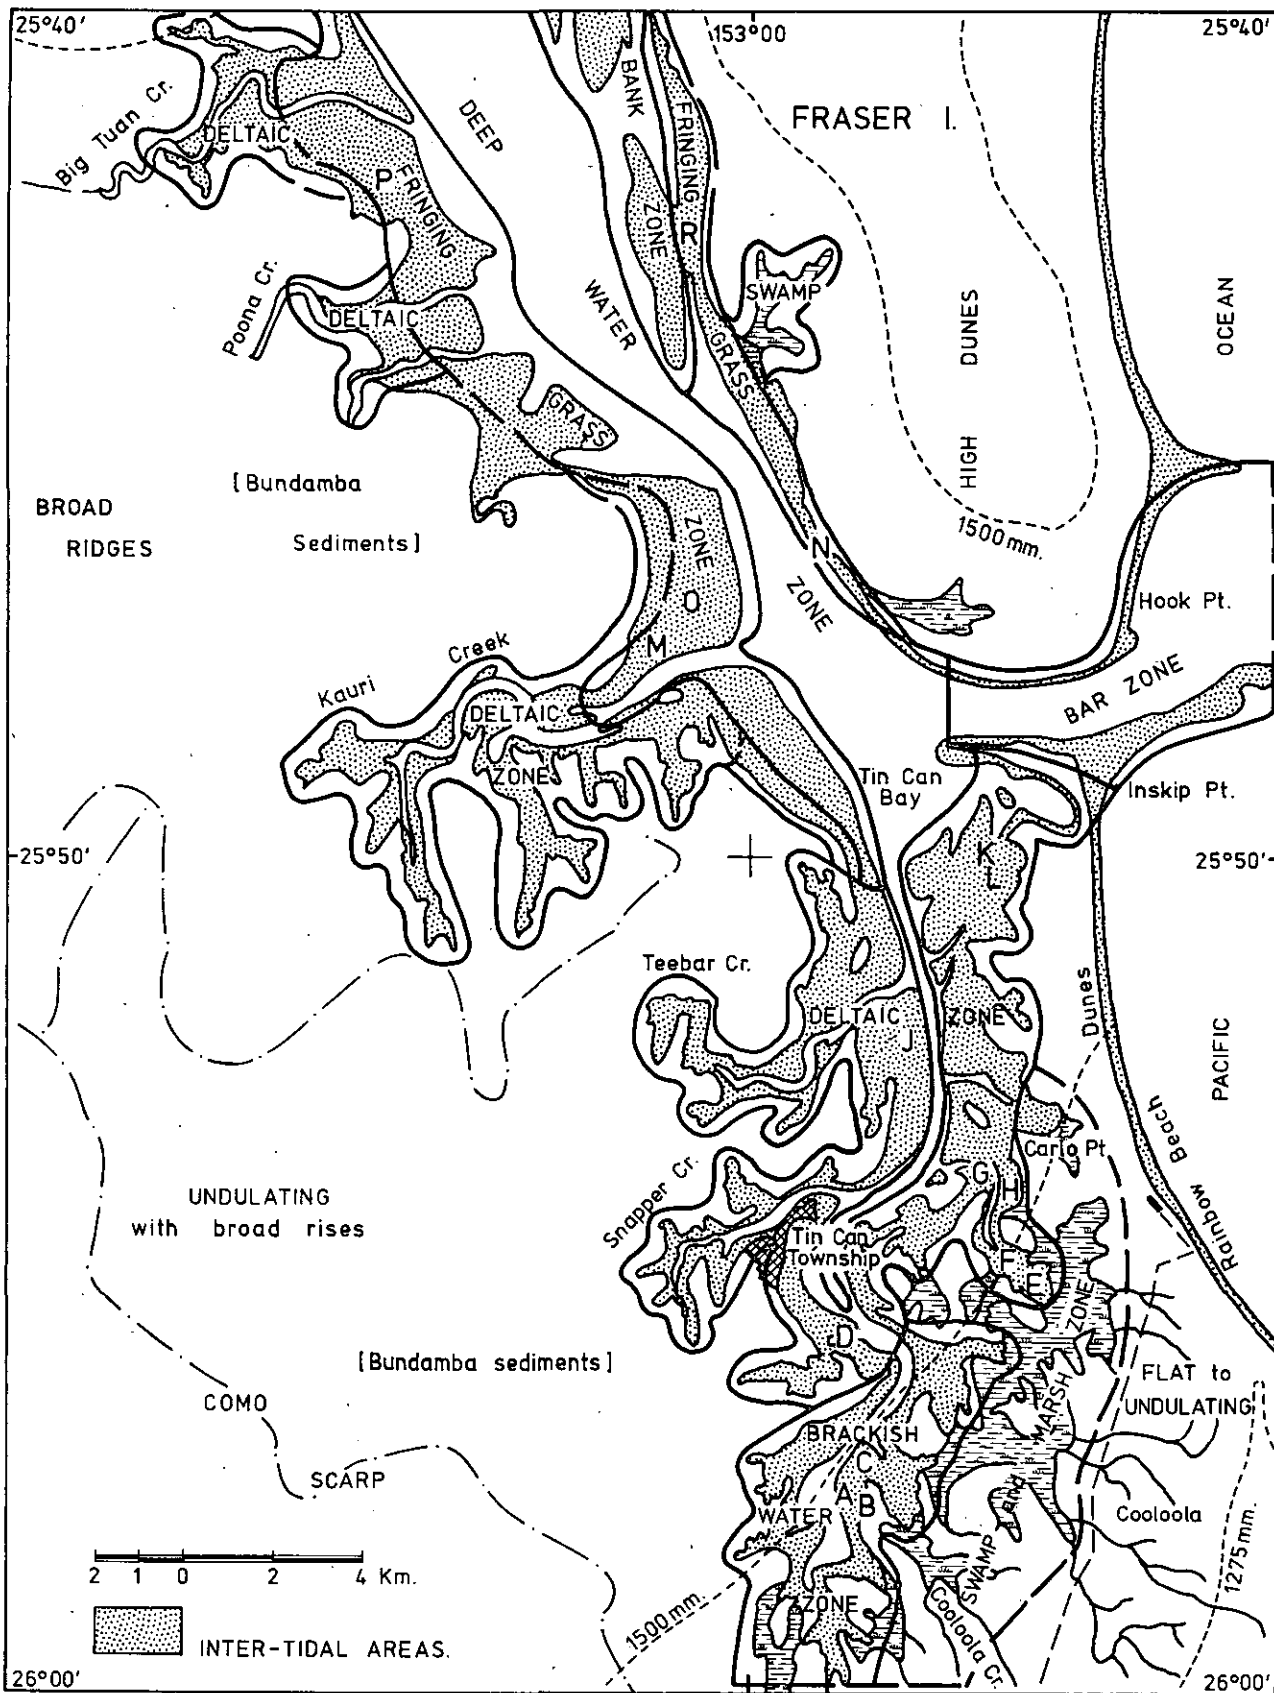 25°40'
153°00
25°40'
Big Tuan Cr.
DELTAIC
DEEP
BANK
FRINGING
FRASER I.
P
FRINGING
ZONE
R
SWAMP
Poona Cr.
DELTAIC
WATER
GRASS
HIGH DUNES
OCEAN
GRASS
[Bundamba
Sediments]
BROAD
RIDGES
ZONE
1500 mm.
N
ZONE
O
M
Hook Pt.
Kauri Creek
DELTAIC
ZONE
BAR ZONE
Tin Can
Bay
Inskip Pt.
25°50'
K
L
25°50'
Teebar Cr.
DELTAIC
J
ZONE
Dunes
PACIFIC
Carlo Pt
Rainbow Beach
G
H
UNDULATING
with broad rises
Snapper Cr.
Tin Can
Township
F
E
D
[Bundamba sediments]
SWAMP and MARSH ZONE
FLAT to
UNDULATING
COMO
SCARP
BRACKISH
C
A
B
WATER
ZONE
Cooloola
Cooloola Cr.
1500 mm.
1275 mm.
2 1 0 2 4 Km.
INTER-TIDAL AREAS.
26°00'
26°00'